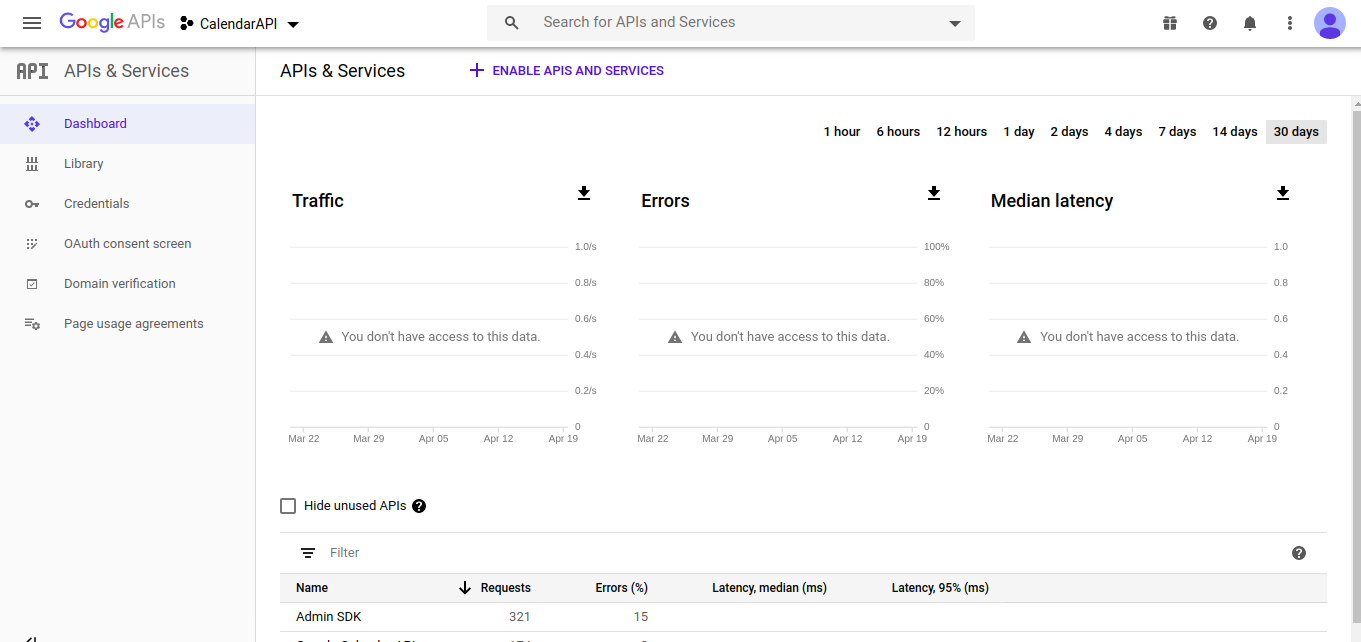 Google APIs CalendarAPI Search for APIs and Services
API APIs & Services APIs & Services ENABLE APIS AND SERVICES
Dashboard
Library
Credentials
OAuth consent screen
Domain verification
Page usage agreements
1 hour 6 hours 12 hours 1 day 2 days 4 days 7 days 14 days 30 days
Traffic
1.0/s
0.8/s
0.6/s
You don't have access to this data.
0.4/s
0.2/s
0
Mar 22 Mar 29 Apr 05 Apr 12 Apr 19
Errors
100%
80%
60%
You don't have access to this data.
40%
20%
0
Mar 22 Mar 29 Apr 05 Apr 12 Apr 19
Median latency
1.0
0.8
0.6
You don't have access to this data.
0.4
0.2
0
Mar 22 Mar 29 Apr 05 Apr 12 Apr 19
Hide unused APIs
Filter
Name Requests Errors (%) Latency, median (ms) Latency, 95% (ms)
Admin SDK 321 15